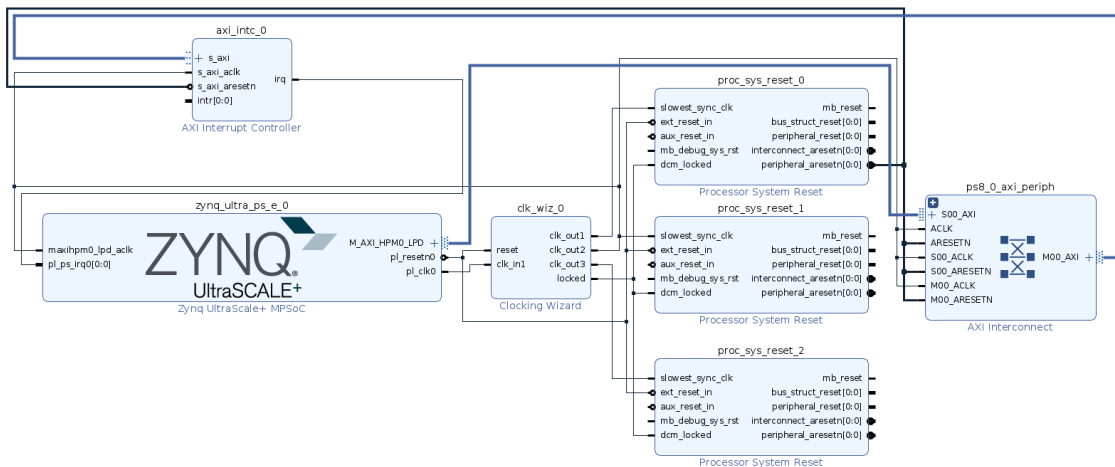 axi_intc_0
s_axi
s_axi_aclk
s_axi_aresetn
intr[0:0]
irq
AXI Interrupt Controller
zynq_ultra_ps_e_0
maxihpm0_lpd_aclk
pl_ps_irq0[0:0]
ZYNQ
UltraSCALE+
M_AXI_HPM0_LPD
pl_resetn0
pl_clk0
Zynq UltraScale+ MPSoC
clk_wiz_0
reset
clk_in1
clk_out1
clk_out2
clk_out3
locked
Clocking Wizard
proc_sys_reset_0
slowest_sync_clk
ext_reset_in
aux_reset_in
mb_debug_sys_rst
dcm_locked
mb_reset
bus_struct_reset[0:0]
peripheral_reset[0:0]
interconnect_aresetn[0:0]
peripheral_aresetn[0:0]
Processor System Reset
proc_sys_reset_1
slowest_sync_clk
ext_reset_in
aux_reset_in
mb_debug_sys_rst
dcm_locked
mb_reset
bus_struct_reset[0:0]
peripheral_reset[0:0]
interconnect_aresetn[0:0]
peripheral_aresetn[0:0]
Processor System Reset
proc_sys_reset_2
slowest_sync_clk
ext_reset_in
aux_reset_in
mb_debug_sys_rst
dcm_locked
mb_reset
bus_struct_reset[0:0]
peripheral_reset[0:0]
interconnect_aresetn[0:0]
peripheral_aresetn[0:0]
Processor System Reset
ps8_0_axi_periph
S00_AXI
ACLK
ARESETN
S00_ACLK
S00_ARESETN
M00_ACLK
M00_ARESETN
M00_AXI
AXI Interconnect